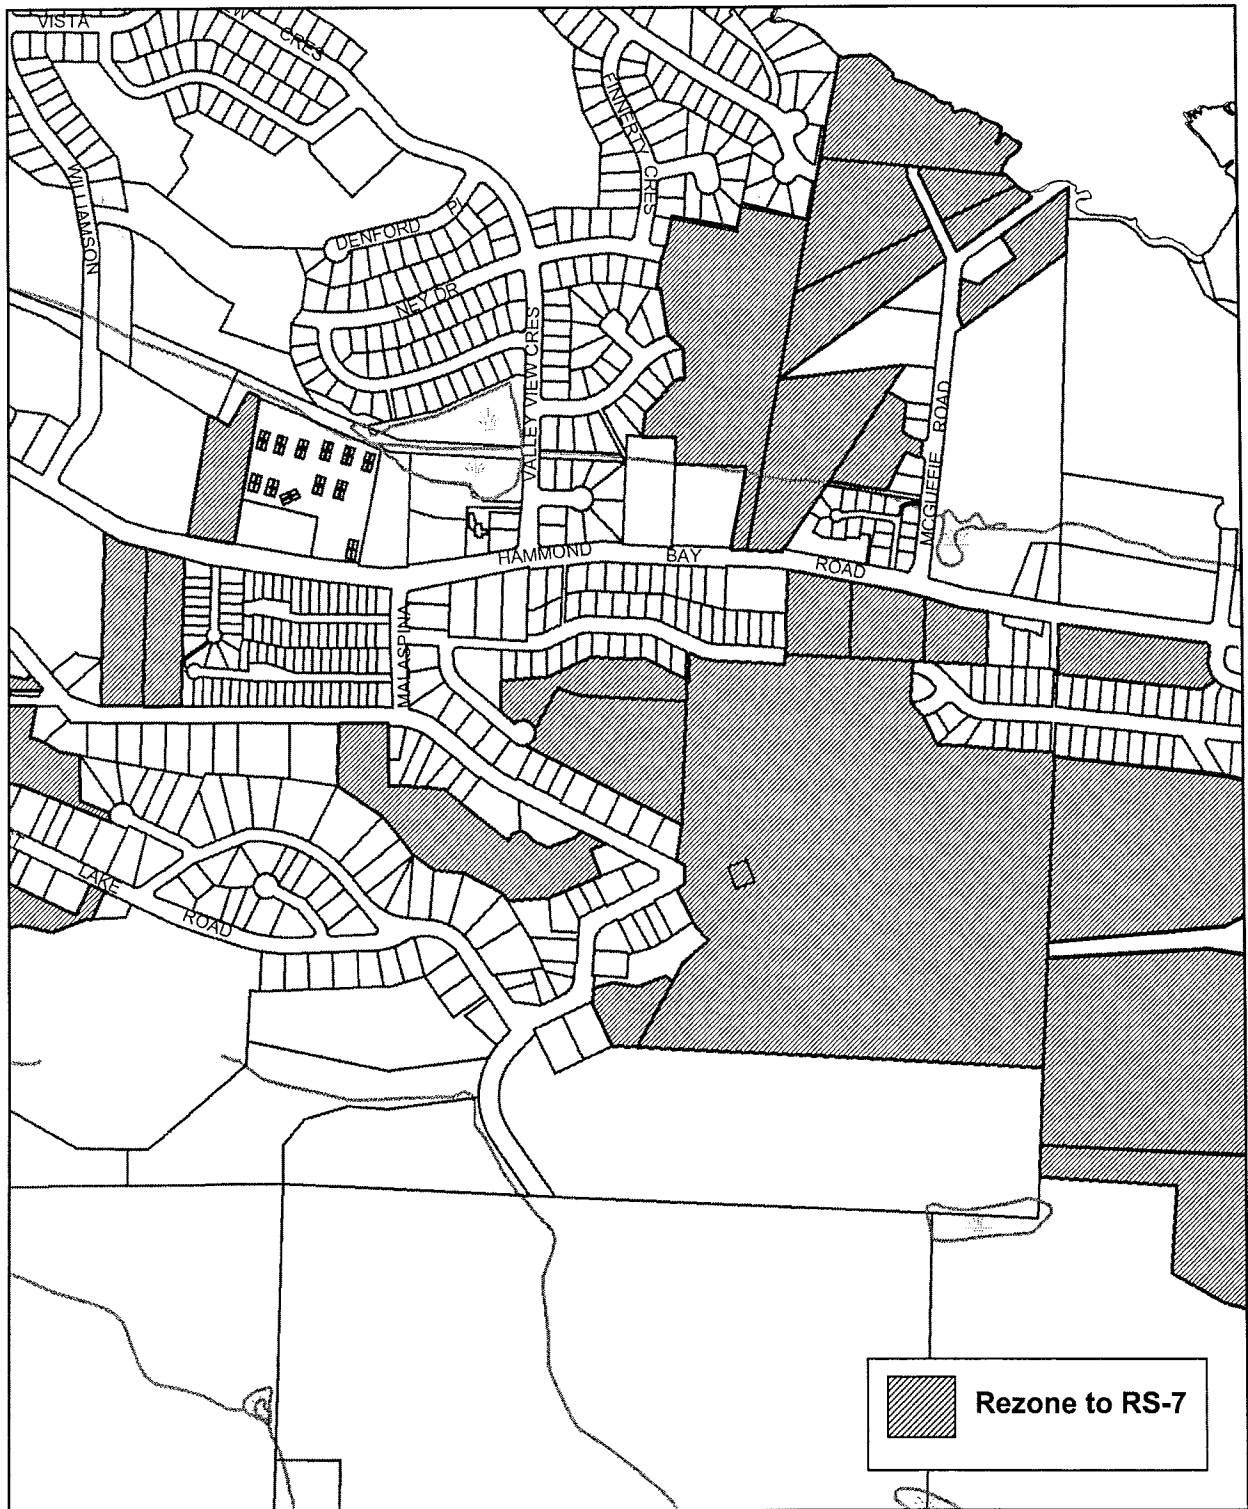 VISTA
CRES
FINNERTY
CRES
WILLIAMSON
DENFORD PL
NEY DR
VALLEY VIEW CRES
MCGUFFIE ROAD
HAMMOND BAY ROAD
MALASPINA
LAKE ROAD
Rezone to RS-7